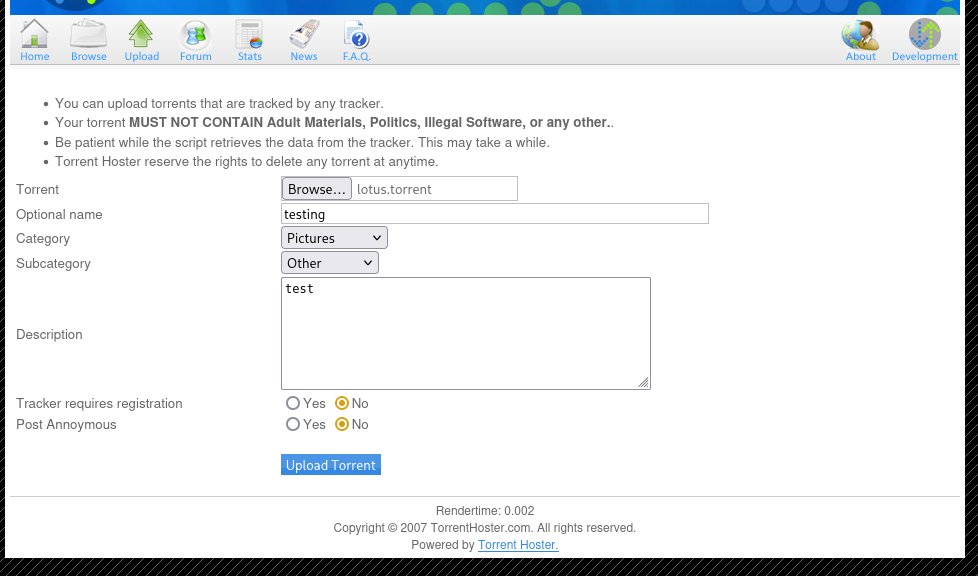 Home Browse Upload Forum Stats News F.A.Q. About Development
You can upload torrents that are tracked by any tracker.
Your torrent MUST NOT CONTAIN Adult Materials, Politics, Illegal Software, or any other..
Be patient while the script retrieves the data from the tracker. This may take a while.
Torrent Hoster reserve the rights to delete any torrent at anytime.
Torrent Browse... lotus.torrent
Optional name testing
Category Pictures
Subcategory Other
test
Description
Tracker requires registration Yes No
Post Annoymous Yes No
Upload Torrent
Rendertime: 0.002
Copyright © 2007 TorrentHoster.com. All rights reserved.
Powered by Torrent Hoster.